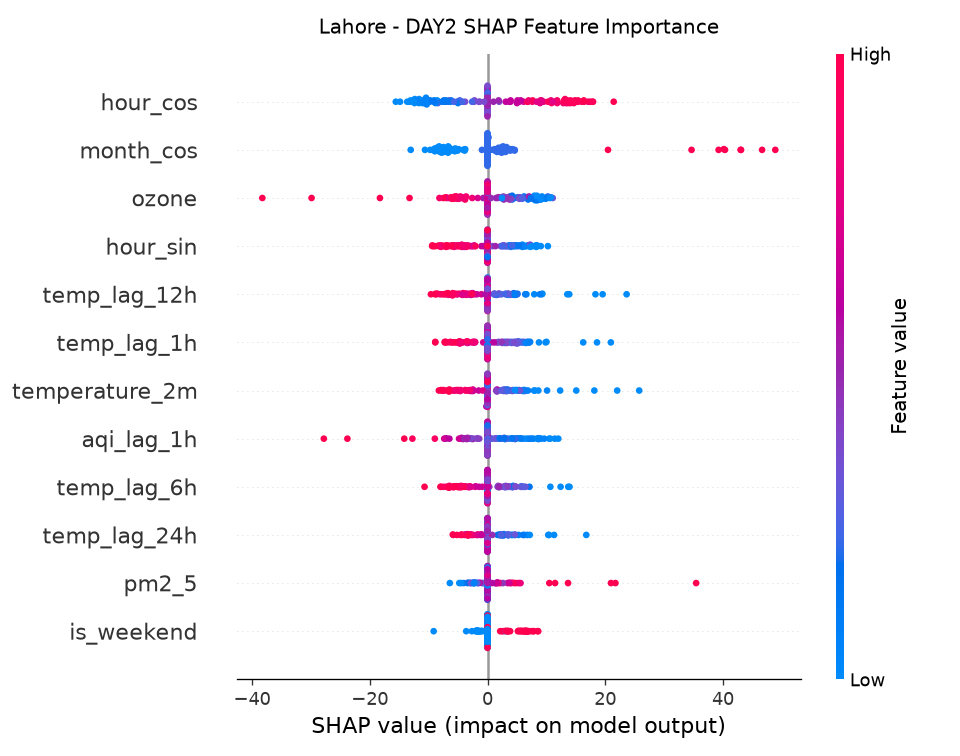 Lahore - DAY2 SHAP Feature Importance
High
hour_cos
month_cos
ozone
hour_sin
temp_lag_12h
temp_lag_1h
temperature_2m
aqi_lag_1h
temp_lag_6h
temp_lag_24h
pm2_5
is_weekend
Feature value
Low
−40 −20 0 20 40
SHAP value (impact on model output)